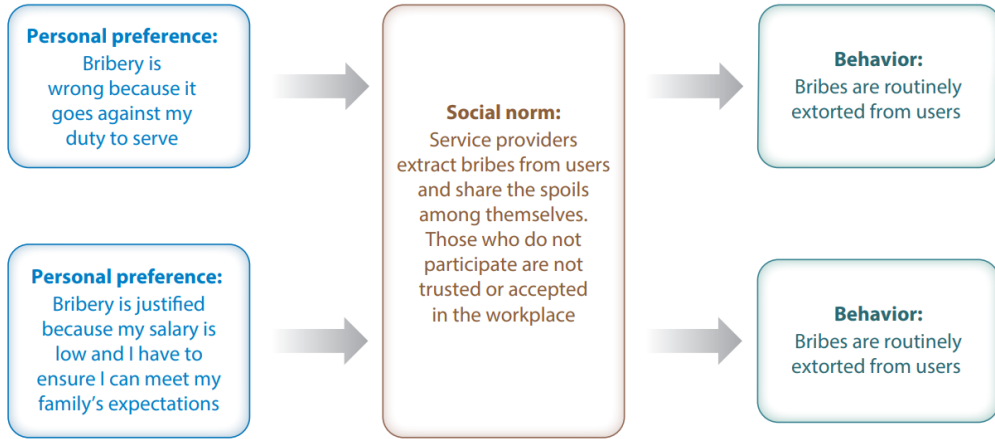 Personal preference:
Bribery is
wrong because it
goes against my
duty to serve
Personal preference:
Bribery is justified
because my salary is
low and I have to
ensure I can meet my
family's expectations
Social norm:
Service providers
extract bribes from users
and share the spoils
among themselves.
Those who do not
participate are not
trusted or accepted
in the workplace
Behavior:
Bribes are routinely
extorted from users
Behavior:
Bribes are routinely
extorted from users